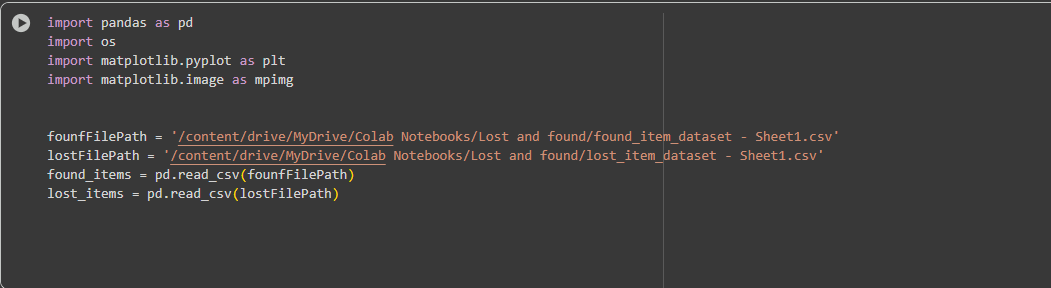 import pandas as pd
import os
import matplotlib.pyplot as plt
import matplotlib.image as mpimg
founfFilePath = '/content/drive/MyDrive/Colab Notebooks/Lost and found/found_item_dataset - Sheet1.csv'
lostFilePath = '/content/drive/MyDrive/Colab Notebooks/Lost and found/lost_item_dataset - Sheet1.csv'
found_items = pd.read_csv(founfFilePath)
lost_items = pd.read_csv(lostFilePath)